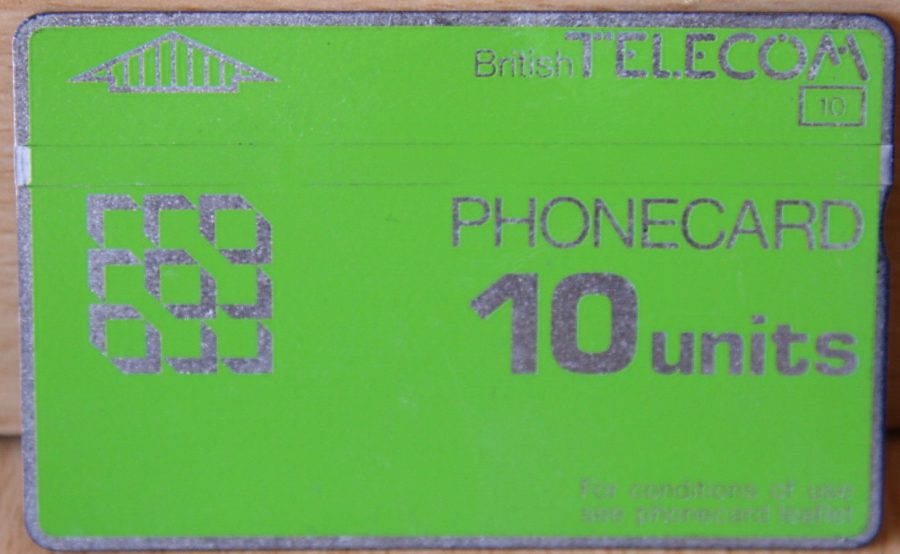 British TELECOM
10
PHONECARD
10 units
For conditions of use
see phonecard leaflet